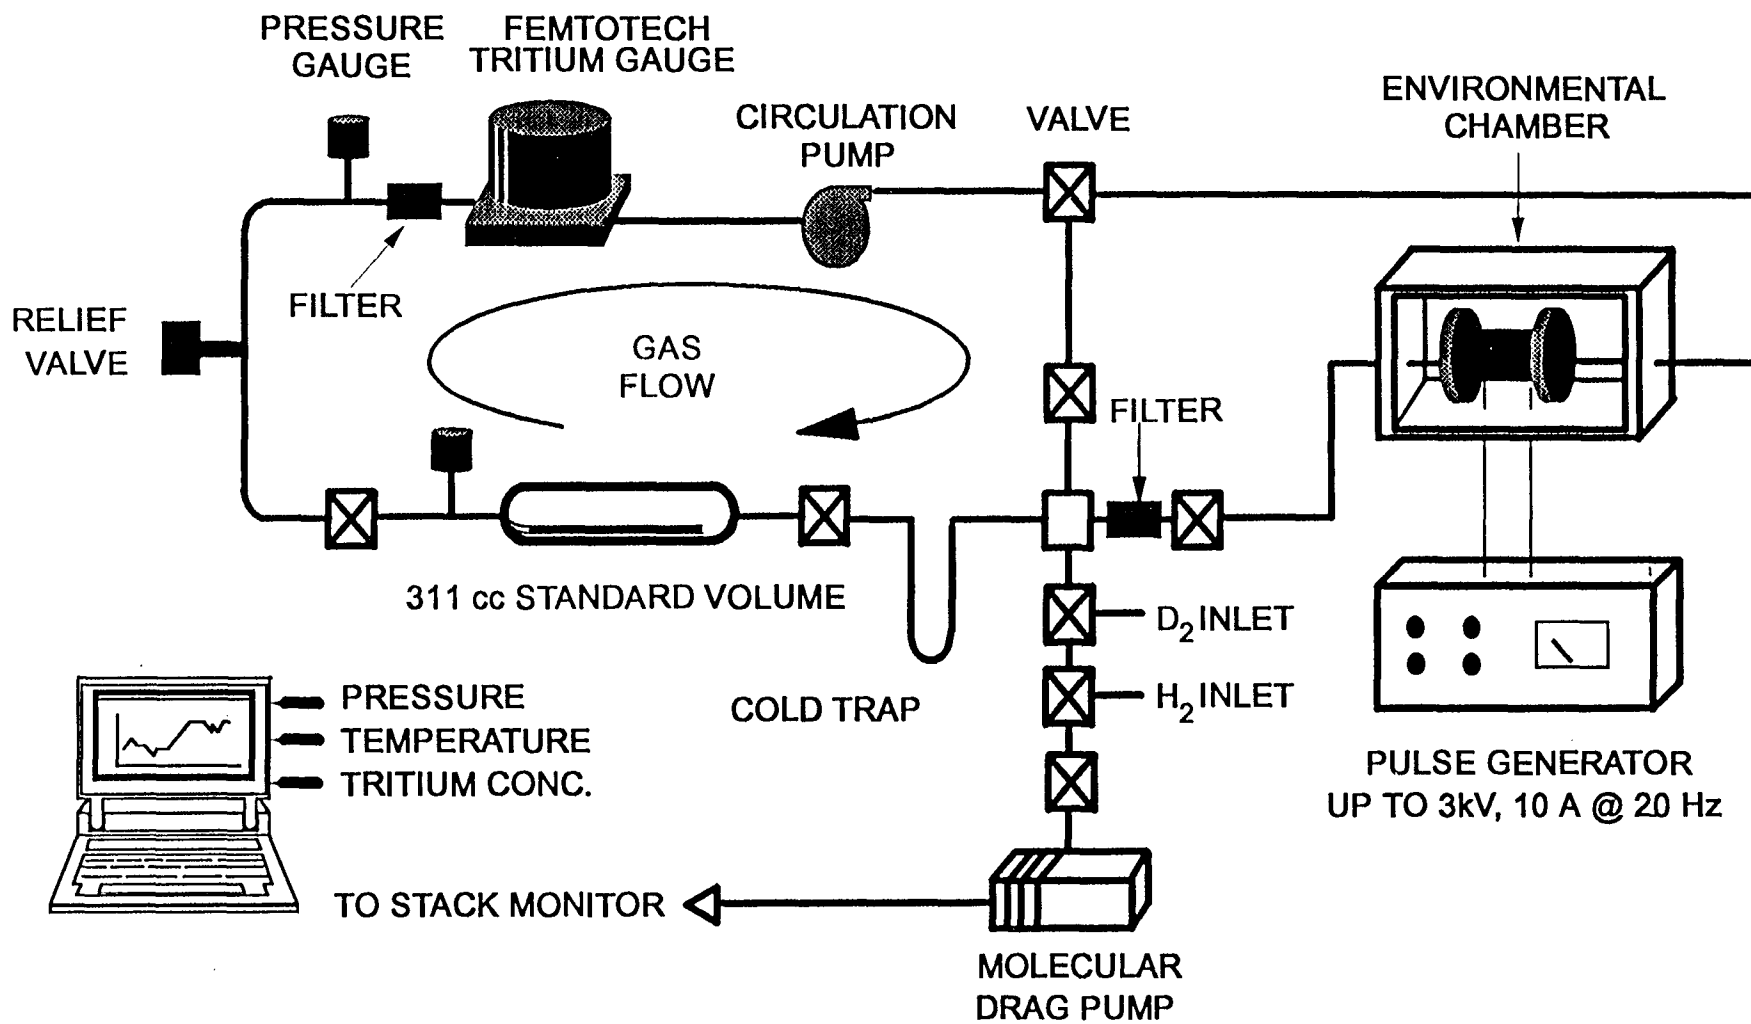 PRESSURE
GAUGE
FEMTOTECH
TRITIUM GAUGE
CIRCULATION
PUMP
VALVE
ENVIRONMENTAL
CHAMBER
FILTER
RELIEF
VALVE
GAS
FLOW
FILTER
311 cc STANDARD VOLUME
D2 INLET
H2 INLET
COLD TRAP
PRESSURE
TEMPERATURE
TRITIUM CONC.
PULSE GENERATOR
UP TO 3kV, 10 A @ 20 Hz
TO STACK MONITOR
MOLECULAR
DRAG PUMP